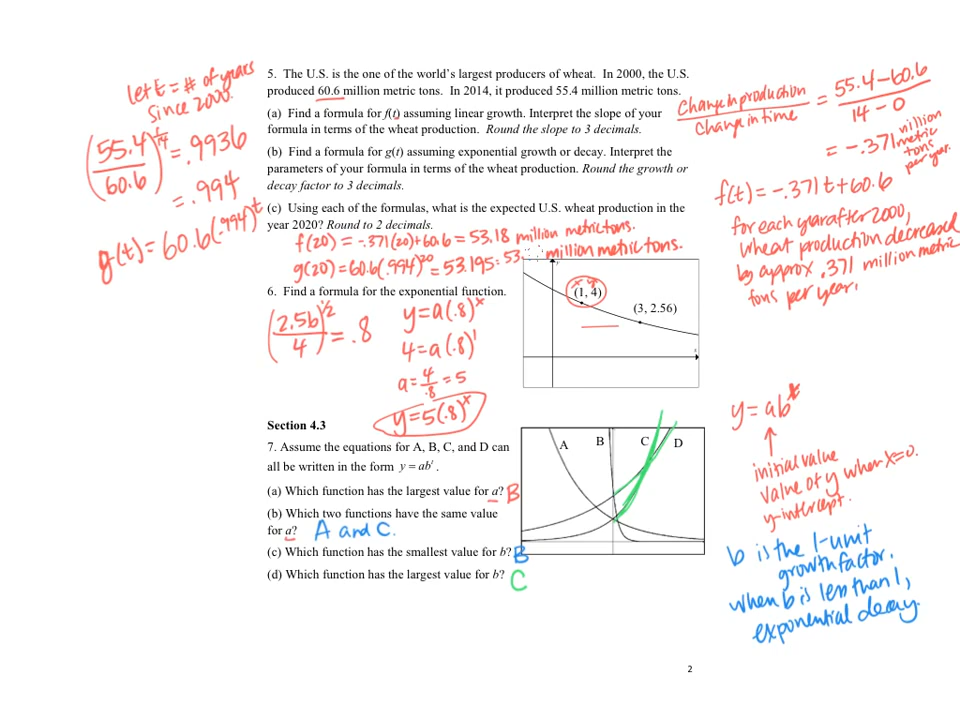 let t = # of years
since 2000.
(55.4/60.6)^1/14 = .9936
= .994
g(t) = 60.6(.994)^t
5. The U.S. is the one of the world's largest producers of wheat. In 2000, the U.S.
produced 60.6 million metric tons. In 2014, it produced 55.4 million metric tons.
(a) Find a formula for f(t) assuming linear growth. Interpret the slope of your
formula in terms of the wheat production. Round the slope to 3 decimals.
(b) Find a formula for g(t) assuming exponential growth or decay. Interpret the
parameters of your formula in terms of the wheat production. Round the growth or
decay factor to 3 decimals.
(c) Using each of the formulas, what is the expected U.S. wheat production in the
year 2020? Round to 2 decimals.
f(20) = -.371(20)+60.6 = 53.18 million metric tons.
g(20) = 60.6(.994)^20 = 53.195 = 53. million metric tons.
Change in production / Change in time = 55.4-60.6 / 14-0
= -.371 million
metric
tons
per year.
f(t) = -.371t+60.6
for each year after 2000,
wheat production decreased
by approx .371 million metric
tons per year.
6. Find a formula for the exponential function.
(2.56/4)^1/2 = .8
y=a(.8)^x
4=a(.8)^1
a=4/.8=5
y=5(.8)^x
y
x y
(1, 4)
(3, 2.56)
x
Section 4.3
7. Assume the equations for A, B, C, and D can
all be written in the form y = ab^t.
(a) Which function has the largest value for a? B
(b) Which two functions have the same value
for a? A and C.
(c) Which function has the smallest value for b? B
(d) Which function has the largest value for b? C
A B C D
y=ab^x
↑
initial value
value of y when x=0.
y-intercept.
b is the 1-unit
growth factor.
when b is less than 1,
exponential decay.
2